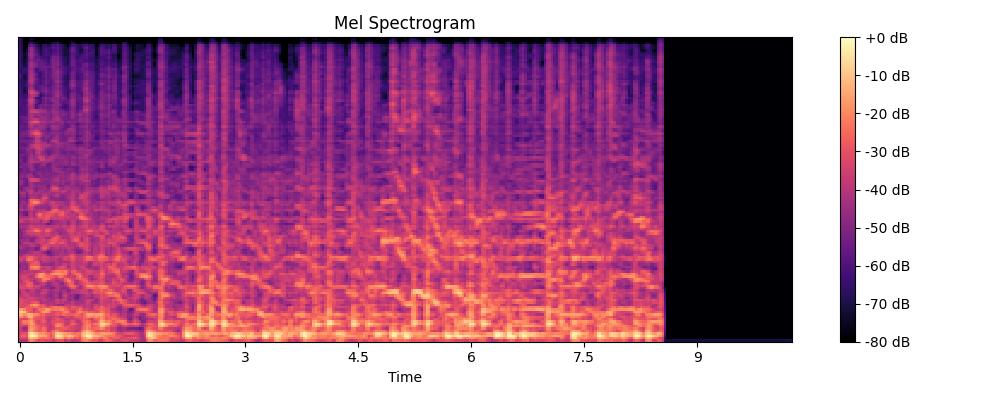 Mel Spectrogram
+0 dB
-10 dB
-20 dB
-30 dB
-40 dB
-50 dB
-60 dB
-70 dB
-80 dB
0 1.5 3 4.5 6 7.5 9
Time